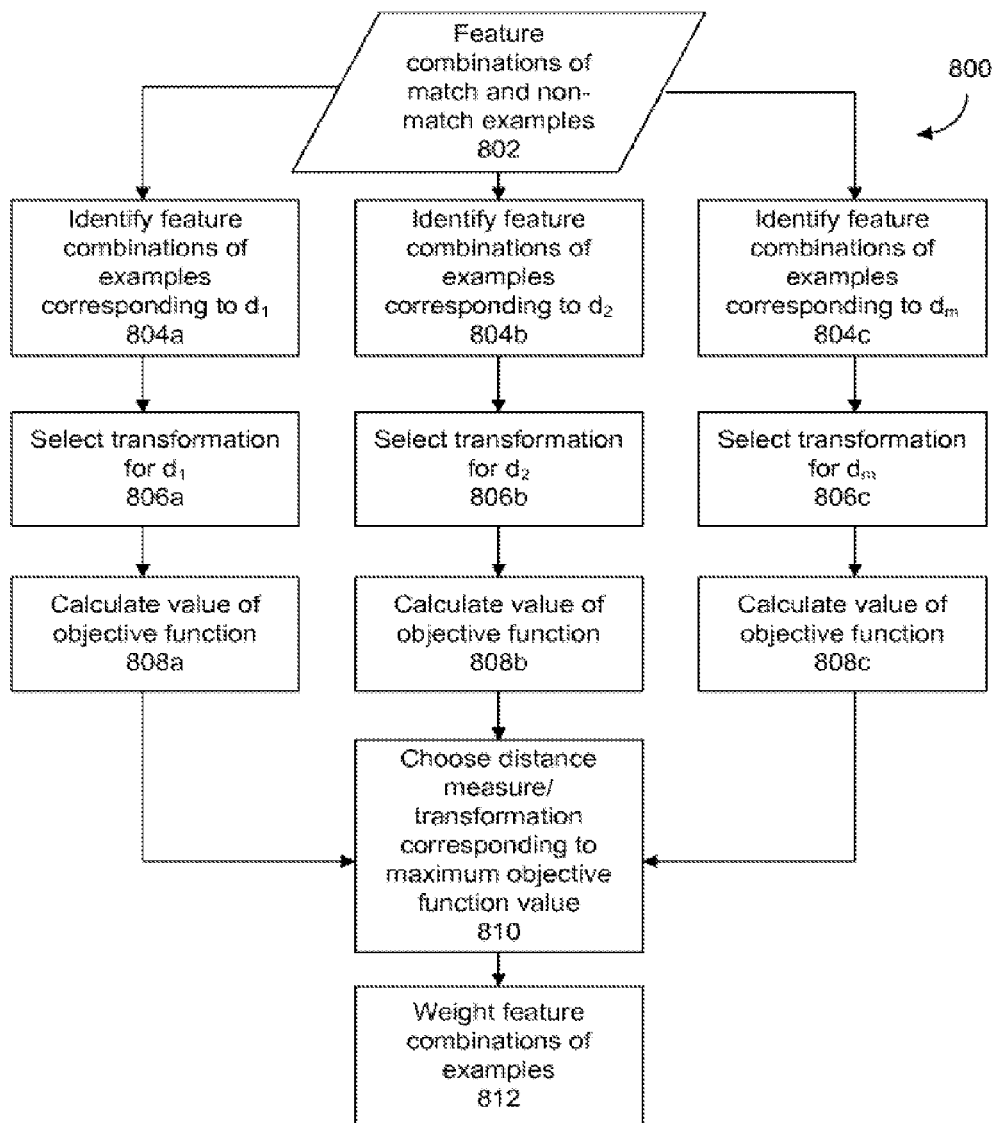 Feature
combinations of
match and non-
match examples
802
800
Identify feature
combinations of
examples
corresponding to d₁
804a
Identify feature
combinations of
examples
corresponding to d₂
804b
Identify feature
combinations of
examples
corresponding to dₘ
804c
Select transformation
for d₁
806a
Select transformation
for d₂
806b
Select transformation
for dₘ
806c
Calculate value of
objective function
808a
Calculate value of
objective function
808b
Calculate value of
objective function
808c
Choose distance
measure/
transformation
corresponding to
maximum objective
function value
810
Weight feature
combinations of
examples
812